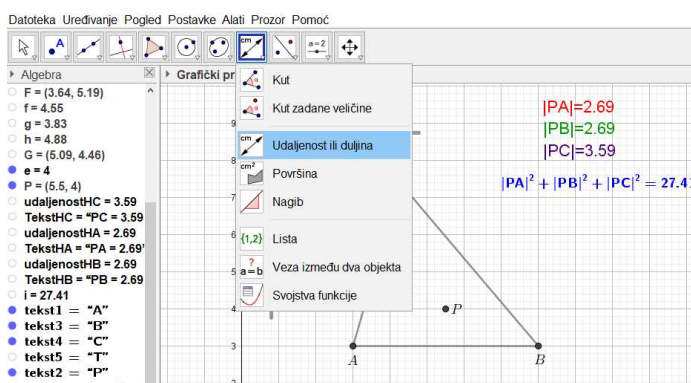 Datoteka Uređivanje Pogled Postavke Alati Prozor Pomoć
cm a=2
Algebra
F = (3.64, 5.19)
f = 4.55
g = 3.83
h = 4.88
G = (5.09, 4.46)
e = 4
P = (5.5, 4)
udaljenostHC = 3.59
TekstHC = “PC = 3.59
udaljenostHA = 2.69
TekstHA = “PA = 2.69”
udaljenostHB = 2.69
TekstHB = “PB = 2.69
i = 27.41
tekst1 = “A”
tekst3 = “B”
tekst4 = “C”
tekst5 = “T”
tekst2 = “P”
Grafički pr
Kut
Kut zadane veličine
cm Udaljenost ili duljina
cm² Površina
Nagib
{1,2} Lista
? a=b Veza između dva objekta
Svojstva funkcije
|PA|=2.69
|PB|=2.69
|PC|=3.59
|PA|² + |PB|² + |PC|² = 27.41
9
8
7
6
5
4
3
P
A
B